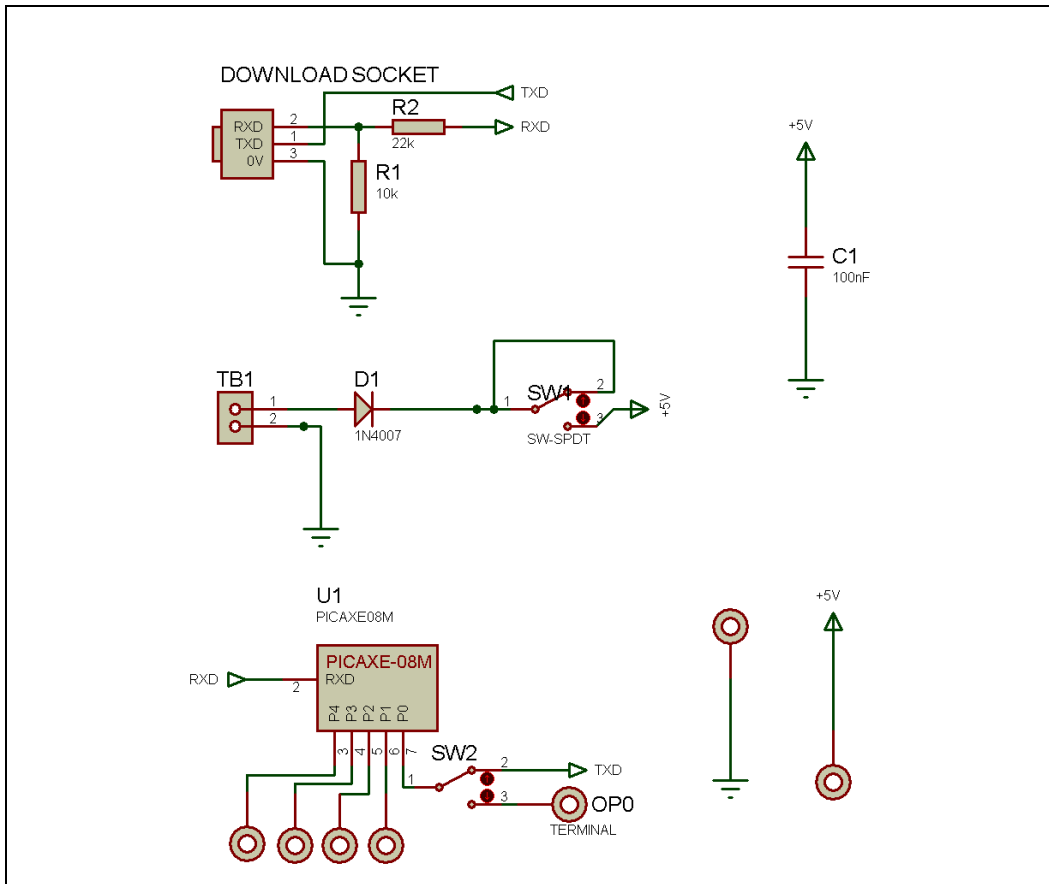 DOWNLOAD SOCKET
TXD
RXD 2
TXD 1
0V 3
R2
22k
RXD
R1
10k
+5V
C1
100nF
TB1
1
2
D1
1N4007
1
SW1
2
3
SW-SPDT
+5V
U1
PICAXE08M
PICAXE-08M
RXD
2
RXD
P4 P3 P2 P1 P0
3 4 5 6 7
SW2
1
2
TXD
3
OP0
TERMINAL
+5V